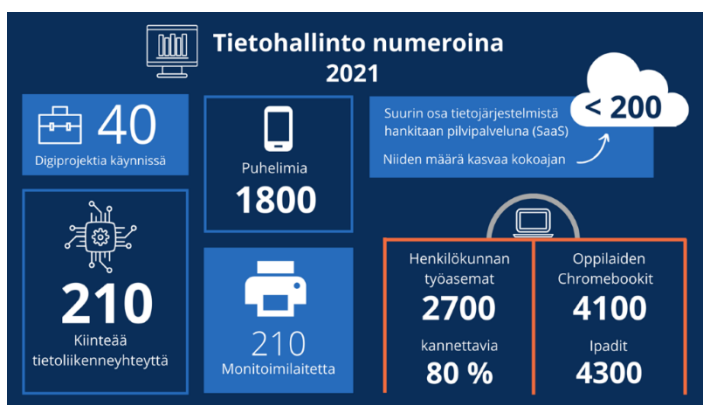 Tietohallinto numeroina
2021
40
Digiprojektia käynnissä
Puhelimia
1800
Suurin osa tietojärjestelmistä
hankitaan pilvipalveluna (SaaS)
Niiden määrä kasvaa kokoajan
< 200
210
Kiinteää
tietoliikenneyhteyttä
210
Monitoimilaitetta
Henkilökunnan
työasemat
2700
kannettavia
80 %
Oppilaiden
Chromebookit
4100
Ipadit
4300